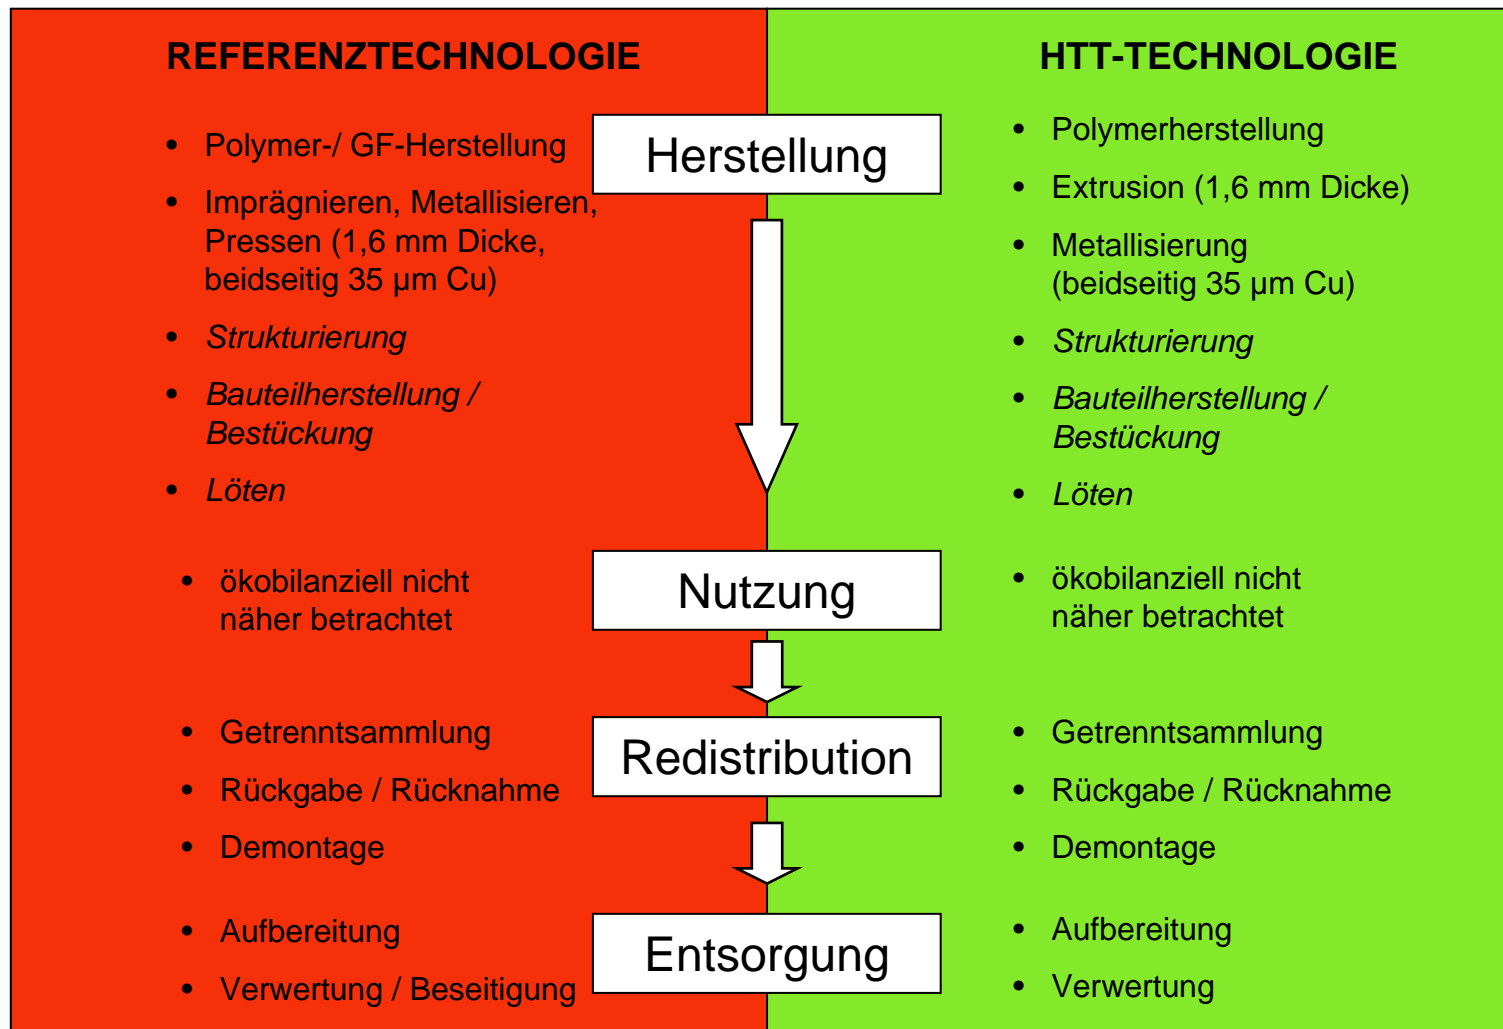 REFERENZTECHNOLOGIE
HTT-TECHNOLOGIE
Herstellung
• Polymer-/ GF-Herstellung
• Imprägnieren, Metallisieren,
Pressen (1,6 mm Dicke,
beidseitig 35 µm Cu)
• Strukturierung
• Bauteilherstellung /
Bestückung
• Löten
• Polymerherstellung
• Extrusion (1,6 mm Dicke)
• Metallisierung
(beidseitig 35 µm Cu)
• Strukturierung
• Bauteilherstellung /
Bestückung
• Löten
Nutzung
• ökobilanziell nicht
näher betrachtet
• ökobilanziell nicht
näher betrachtet
Redistribution
• Getrenntsammlung
• Rückgabe / Rücknahme
• Demontage
• Getrenntsammlung
• Rückgabe / Rücknahme
• Demontage
Entsorgung
• Aufbereitung
• Verwertung / Beseitigung
• Aufbereitung
• Verwertung